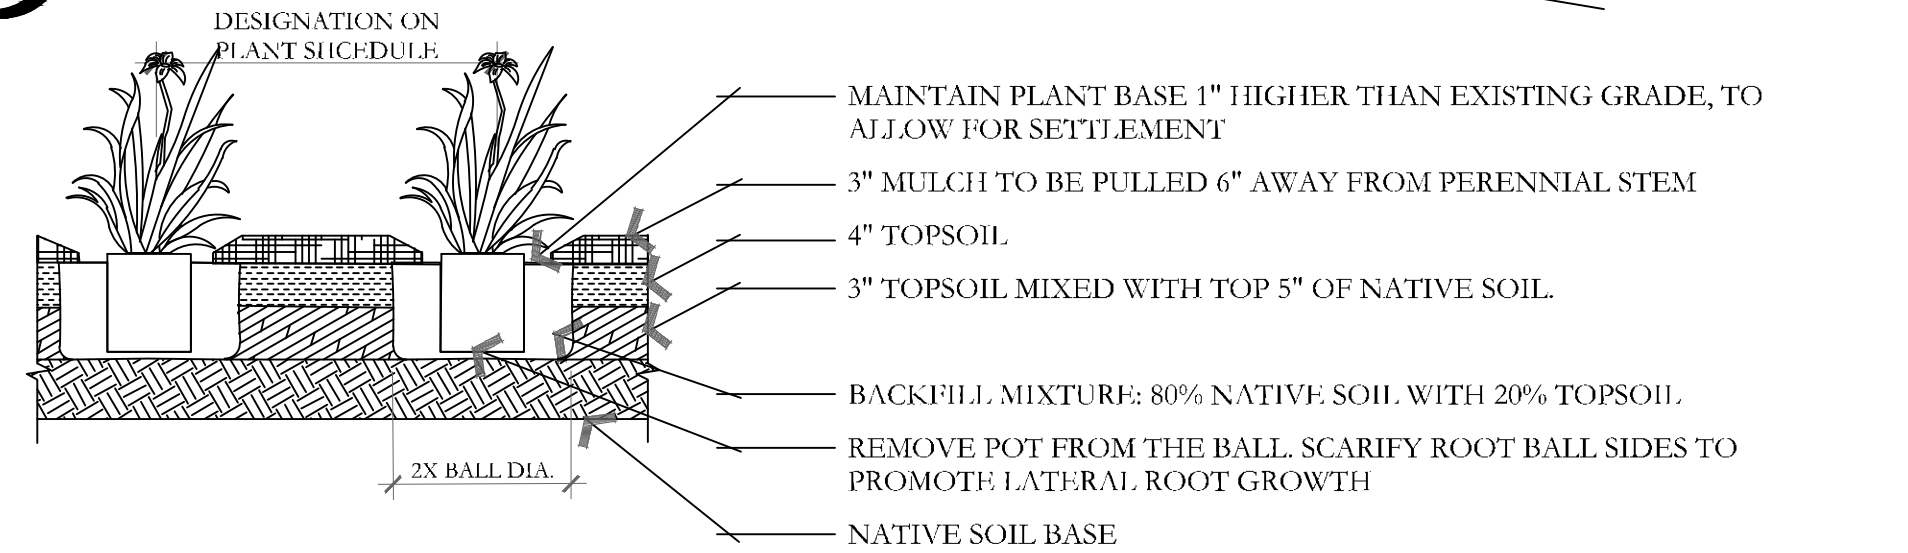 DESIGNATION ON
PLANT SHCEDULE
MAINTAIN PLANT BASE 1" HIGHER THAN EXISTING GRADE, TO
ALLOW FOR SETTLEMENT
3" MULCH TO BE PULLED 6" AWAY FROM PERENNIAL STEM
4" TOPSOIL
3" TOPSOIL MIXED WITH TOP 5" OF NATIVE SOIL.
BACKFILL MIXTURE: 80% NATIVE SOIL WITH 20% TOPSOIL
REMOVE POT FROM THE BALL. SCARIFY ROOT BALL SIDES TO
PROMOTE LATERAL ROOT GROWTH
2X BALL DIA.
NATIVE SOIL BASE